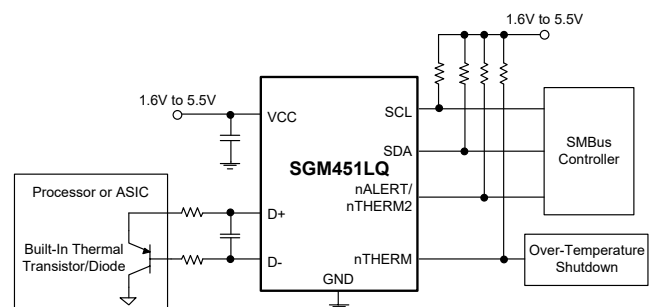 1.6V to 5.5V
1.6V to 5.5V
VCC
SCL
SDA
SGM451LQ
nALERT/
nTHERM2
SMBus
Controller
Processor or ASIC
D+
Built-In Thermal
Transistor/Diode
D-
nTHERM
GND
Over-Temperature
Shutdown